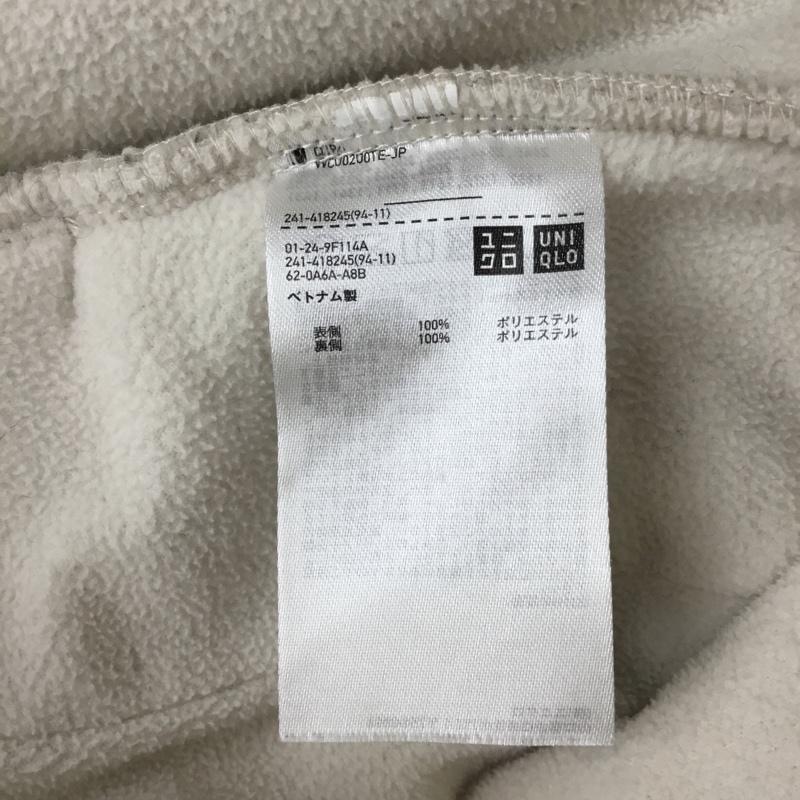 WC00200TE-JP
241-418245(94-11)
01-24-9F114A
241-418245(94-11)
62-0A6A-A8B
ユニ
クロ
UNI
QLO
ベトナム製
表側 100% ポリエステル
裏側 100% ポリエステル